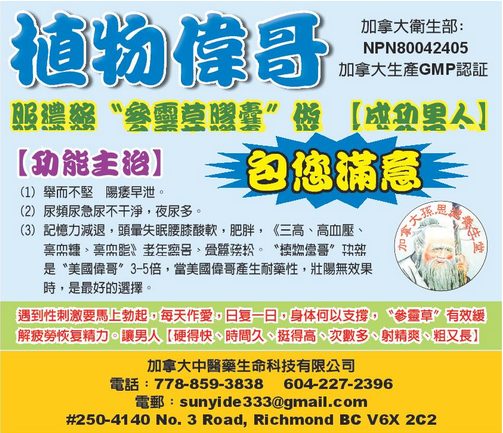 植物偉哥
加拿大衛生部:
NPN80042405
加拿大生產GMP認証
服濃縮〝參靈草膠囊〞做 【成功男人】
【功能主治】
包您滿意
(1) 舉而不堅 陽痿早泄。
(2) 尿頻尿急尿不干淨,夜尿多。
(3) 記憶力減退,頭暈失眠腰膝酸軟,肥胖,《三高、高血壓、
高血糖、高血脂》老年癡呆、骨質疏松。〝植物偉哥〞功效
是〝美國偉哥〞3-5倍,當美國偉哥產生耐藥性,壯陽無效果
時,是最好的選擇。
加拿大孫思邈養生堂
遇到性刺激要馬上勃起,每天作愛,日复一日,身体何以支撐,〝參靈草〞有效緩
解疲勞恢复精力。讓男人【硬得快、時間久、挺得高、次數多、射精爽、粗又長】
加拿大中醫藥生命科技有限公司
電話:778-859-3838 604-227-2396
電郵:sunyide333@gmail.com
#250-4140 No. 3 Road, Richmond BC V6X 2C2